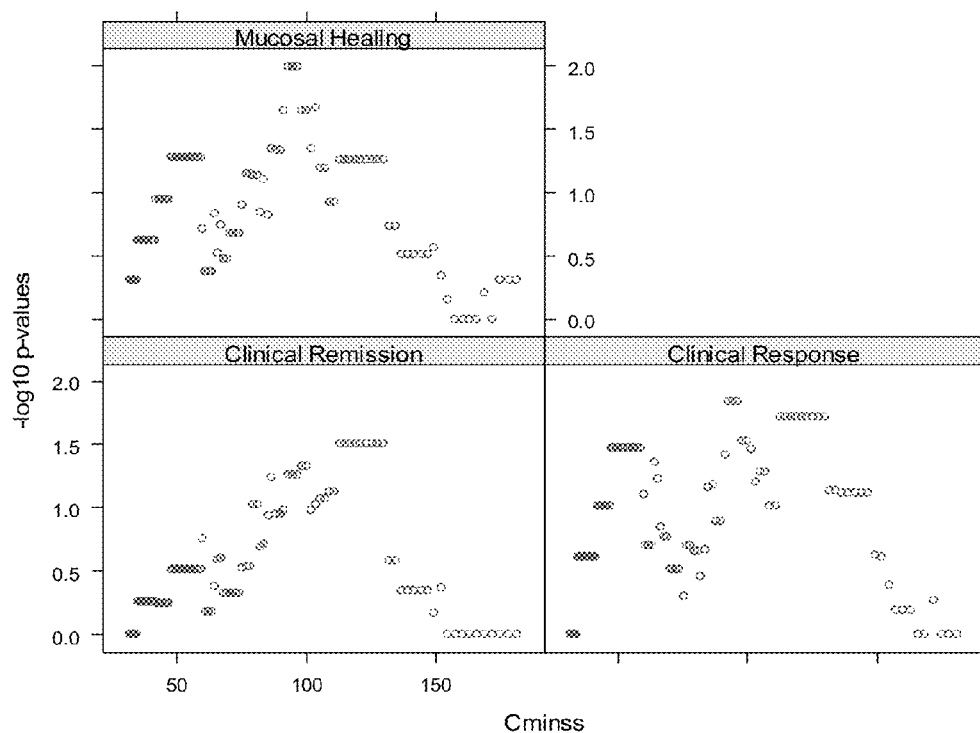 Mucosal Healing
2.0
1.5
1.0
0.5
0.0
Clinical Remission
Clinical Response
2.0
1.5
1.0
0.5
0.0
-log10 p-values
50 100 150
Cminss